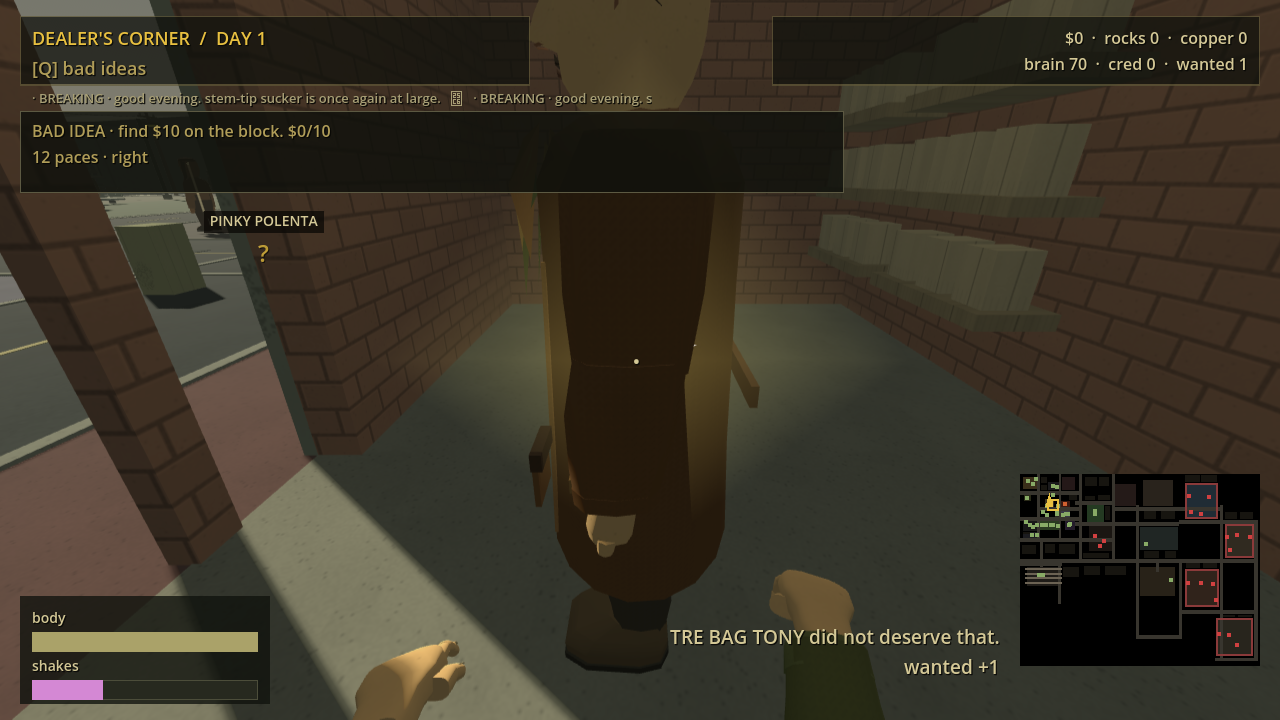 DEALER'S CORNER / DAY 1
[Q] bad ideas
$0 · rocks 0 · copper 0
brain 70 · cred 0 · wanted 1
· BREAKING · good evening. stem-tip sucker is once again at large. · BREAKING · good evening. s
BAD IDEA · find $10 on the block. $0/10
12 paces · right
PINKY POLENTA
?
body
shakes
TRE BAG TONY did not deserve that.
wanted +1